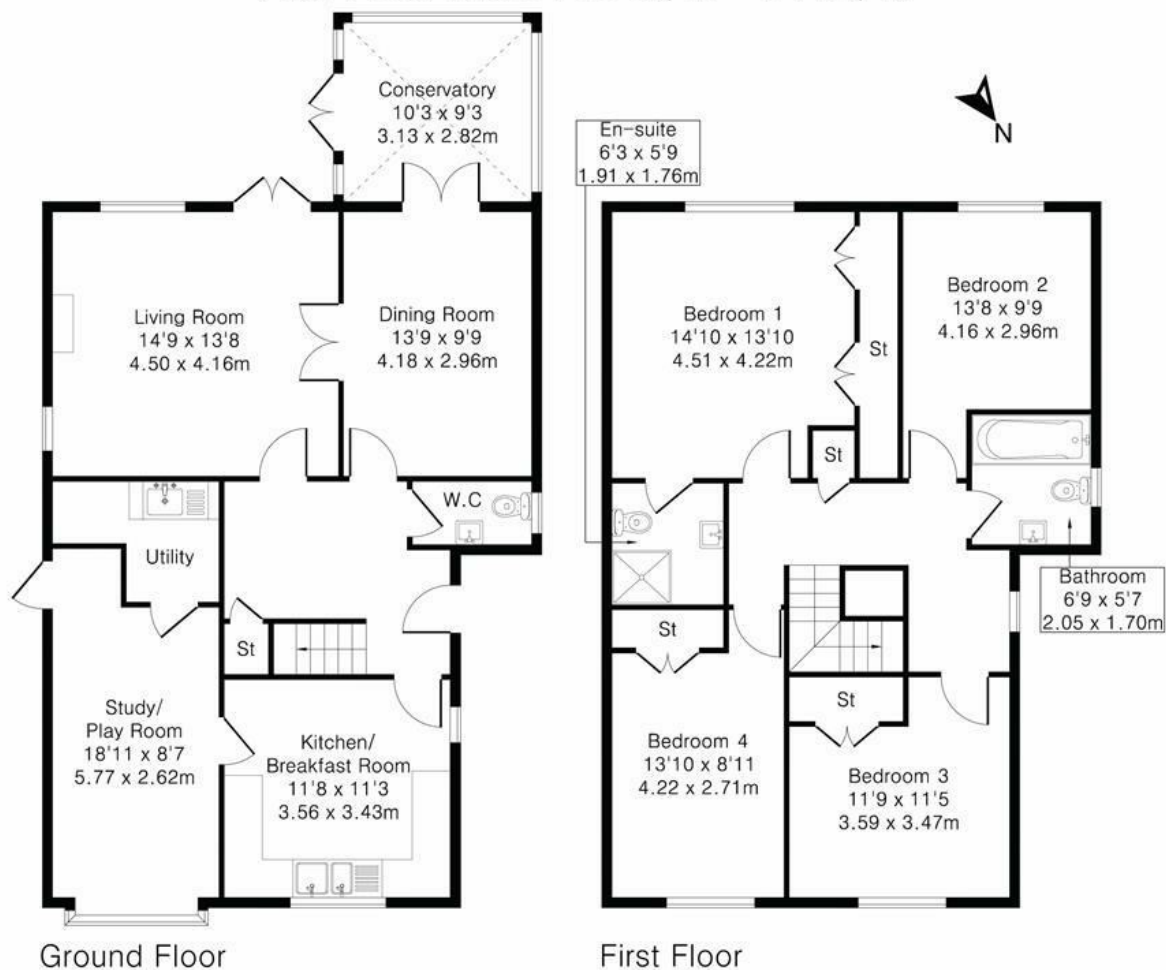 Conservatory
10'3 x 9'3
3.13 x 2.82m
N
En-suite
6'3 x 5'9
1.91 x 1.76m
Living Room
14'9 x 13'8
4.50 x 4.16m
Dining Room
13'9 x 9'9
4.18 x 2.96m
W.C
Utility
St
Study/
Play Room
18'11 x 8'7
5.77 x 2.62m
Kitchen/
Breakfast Room
11'8 x 11'3
3.56 x 3.43m
Ground Floor
Bedroom 1
14'10 x 13'10
4.51 x 4.22m
St
St
Bedroom 2
13'8 x 9'9
4.16 x 2.96m
Bathroom
6'9 x 5'7
2.05 x 1.70m
St
Bedroom 4
13'10 x 8'11
4.22 x 2.71m
St
Bedroom 3
11'9 x 11'5
3.59 x 3.47m
First Floor